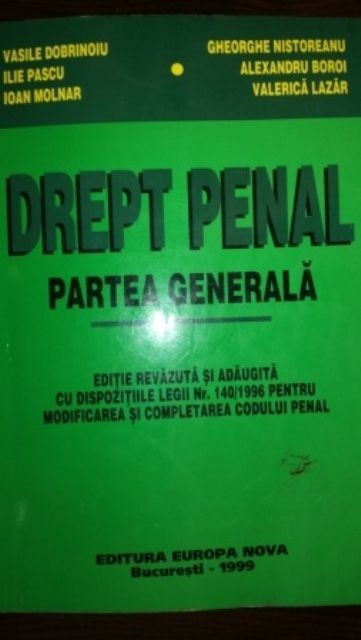 VASILE DOBRINOIU
ILIE PASCU
IOAN MOLNAR
GHEORGHE NISTOREANU
ALEXANDRU BOROI
VALERICĂ LAZĂR
DREPT PENAL
PARTEA GENERALĂ
EDIȚIE REVĂZUTĂ ȘI ADĂUGITĂ
CU DISPOZIȚIILE LEGII Nr. 140/1996 PENTRU
MODIFICAREA ȘI COMPLETAREA CODULUI PENAL
EDITURA EUROPA NOVA
București - 1999